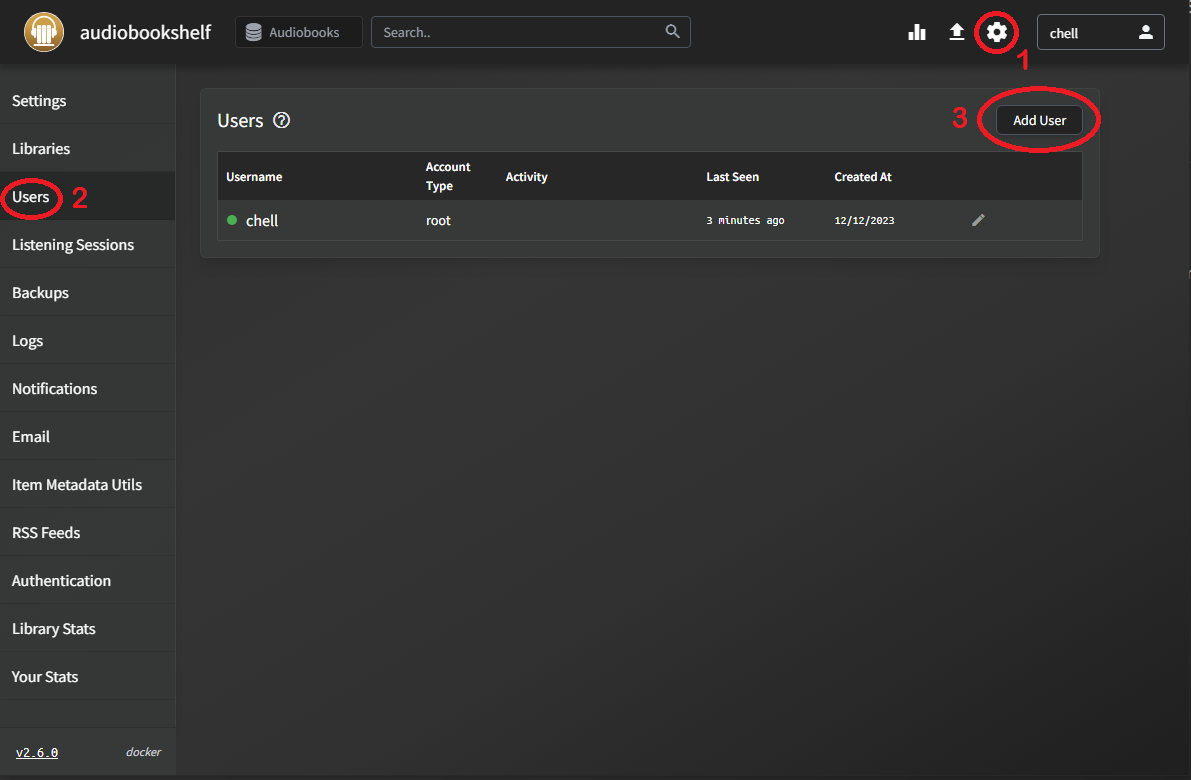 audiobookshelf
Audiobooks
Search..
chell
1
Settings
Libraries
Users
2
Listening Sessions
Backups
Logs
Notifications
Email
Item Metadata Utils
RSS Feeds
Authentication
Library Stats
Your Stats
v2.6.0 docker
Users
3
Add User
Username Account Type Activity Last Seen Created At
chell root 3 minutes ago 12/12/2023